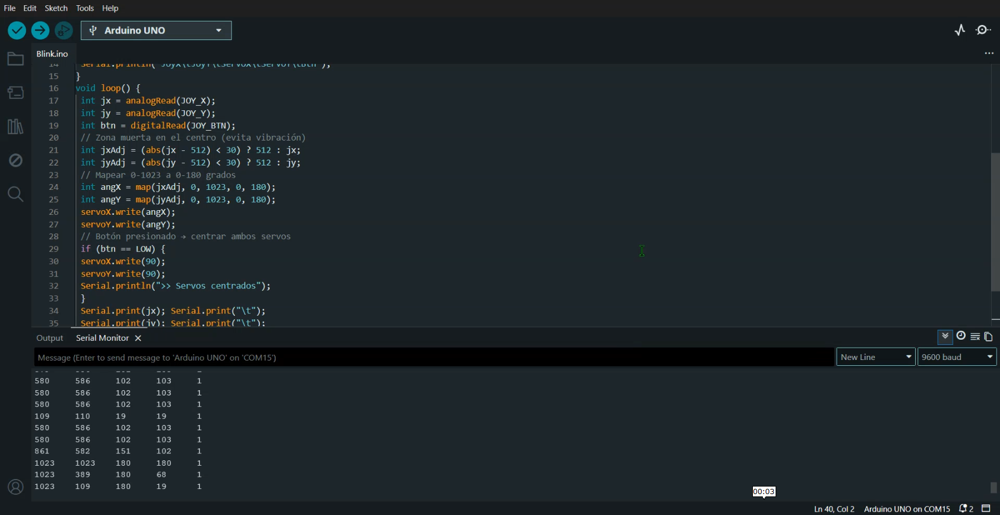 File Edit Sketch Tools Help
Arduino UNO
Blink.ino
14 Serial.println("JoyX\tJoyY\tServoX\tServoY\tBtn");
15 }
16 void loop() {
17 int jx = analogRead(JOY_X);
18 int jy = analogRead(JOY_Y);
19 int btn = digitalRead(JOY_BTN);
20 // Zona muerta en el centro (evita vibración)
21 int jxAdj = (abs(jx - 512) < 30) ? 512 : jx;
22 int jyAdj = (abs(jy - 512) < 30) ? 512 : jy;
23 // Mapear 0-1023 a 0-180 grados
24 int angX = map(jxAdj, 0, 1023, 0, 180);
25 int angY = map(jyAdj, 0, 1023, 0, 180);
26 servoX.write(angX);
27 servoY.write(angY);
28 // Botón presionado → centrar ambos servos
29 if (btn == LOW) {
30 servoX.write(90);
31 servoY.write(90);
32 Serial.println(">> Servos centrados");
33 }
34 Serial.print(jx); Serial.print("\t");
35 Serial.print(jy); Serial.print("\t");
Output Serial Monitor
Message (Enter to send message to 'Arduino UNO' on 'COM15') New Line 9600 baud
580 586 102 103 1
580 586 102 103 1
580 586 102 103 1
109 110 19 19 1
580 586 102 103 1
580 586 102 103 1
861 582 151 102 1
1023 1023 180 180 1
1023 389 180 68 1
1023 109 180 19 1
00:03
Ln 40, Col 2 Arduino UNO on COM15 2